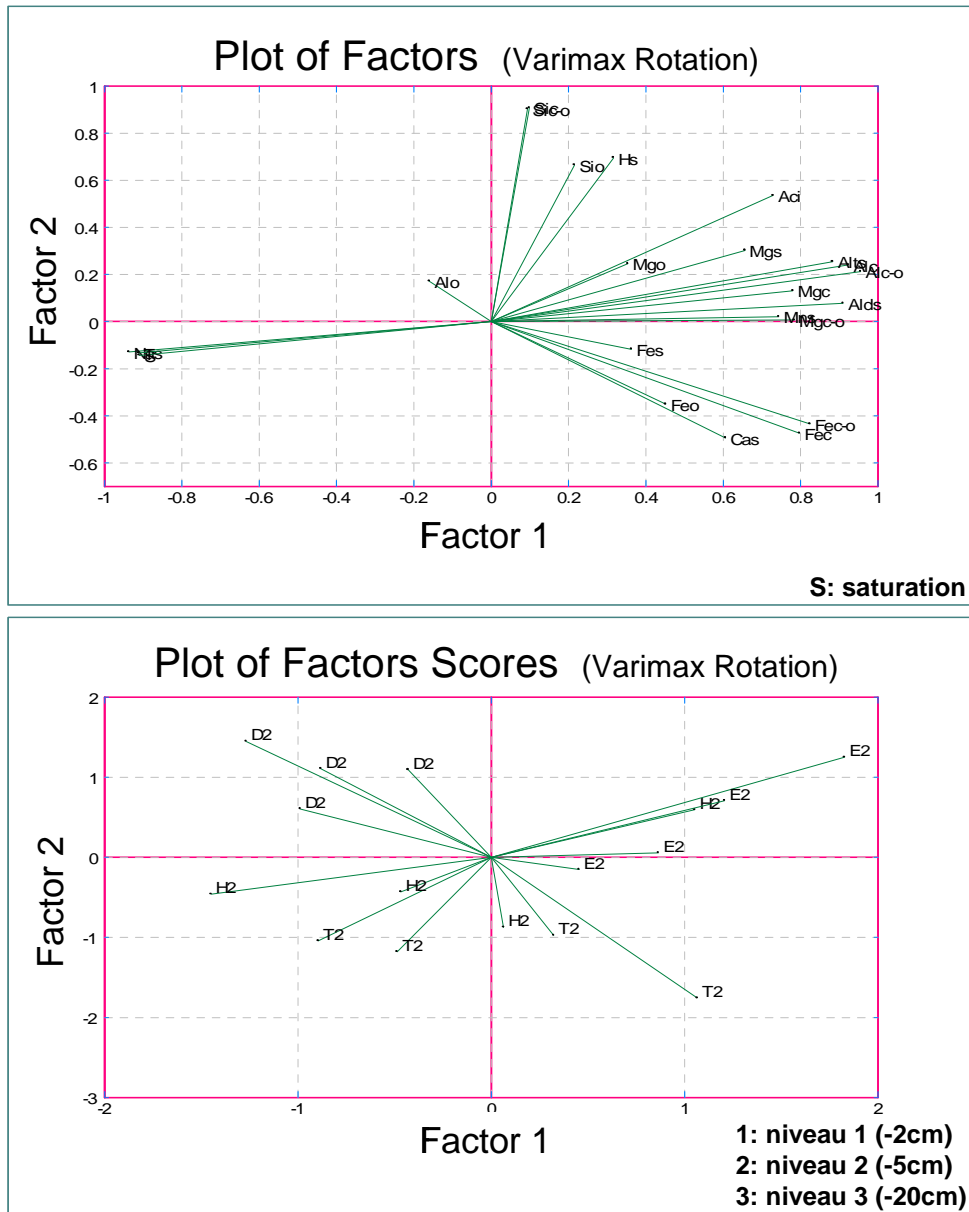 Plot of Factors (Varimax Rotation)
1
0.8
0.6
0.4
0.2
0
-0.2
-0.4
-0.6
Factor 2
Sic
Sic-o
Sio
Hs
Aci
Mgs
Mgo
Alo
Alts
Alc
Alc-o
Mgc
Alds
Mns
Mgc-o
Fes
Feo
Fec-o
Fec
Cas
-1
-0.8
-0.6
-0.4
-0.2
0
0.2
0.4
0.6
0.8
1
Factor 1
S: saturation
Plot of Factors Scores (Varimax Rotation)
2
1
0
-1
-2
-3
Factor 2
D2
D2
D2
D2
E2
E2
H2
E2
E2
H2
H2
H2
T2
T2
T2
T2
-2
-1
0
1
2
Factor 1
1: niveau 1 (-2cm)
2: niveau 2 (-5cm)
3: niveau 3 (-20cm)